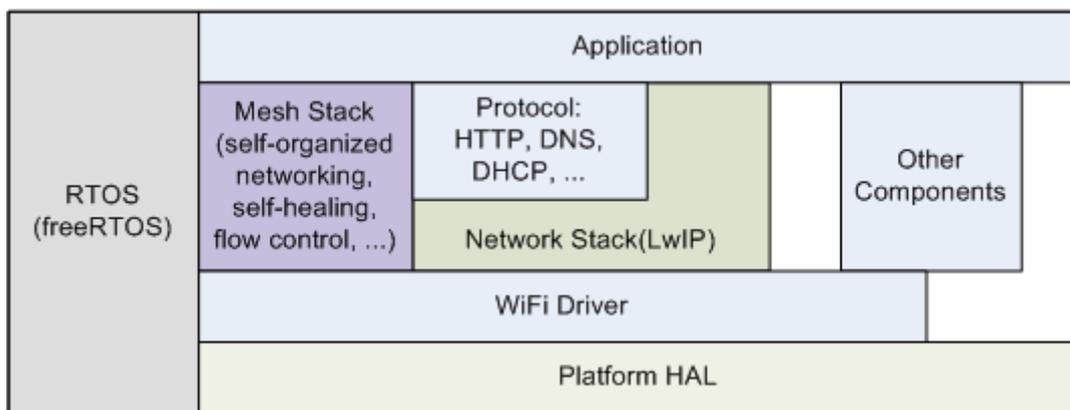 Application
RTOS
(freeRTOS)
Mesh Stack
(self-organized
networking,
self-healing,
flow control, ...)
Protocol:
HTTP, DNS,
DHCP, ...
Network Stack(LwIP)
Other
Components
WiFi Driver
Platform HAL